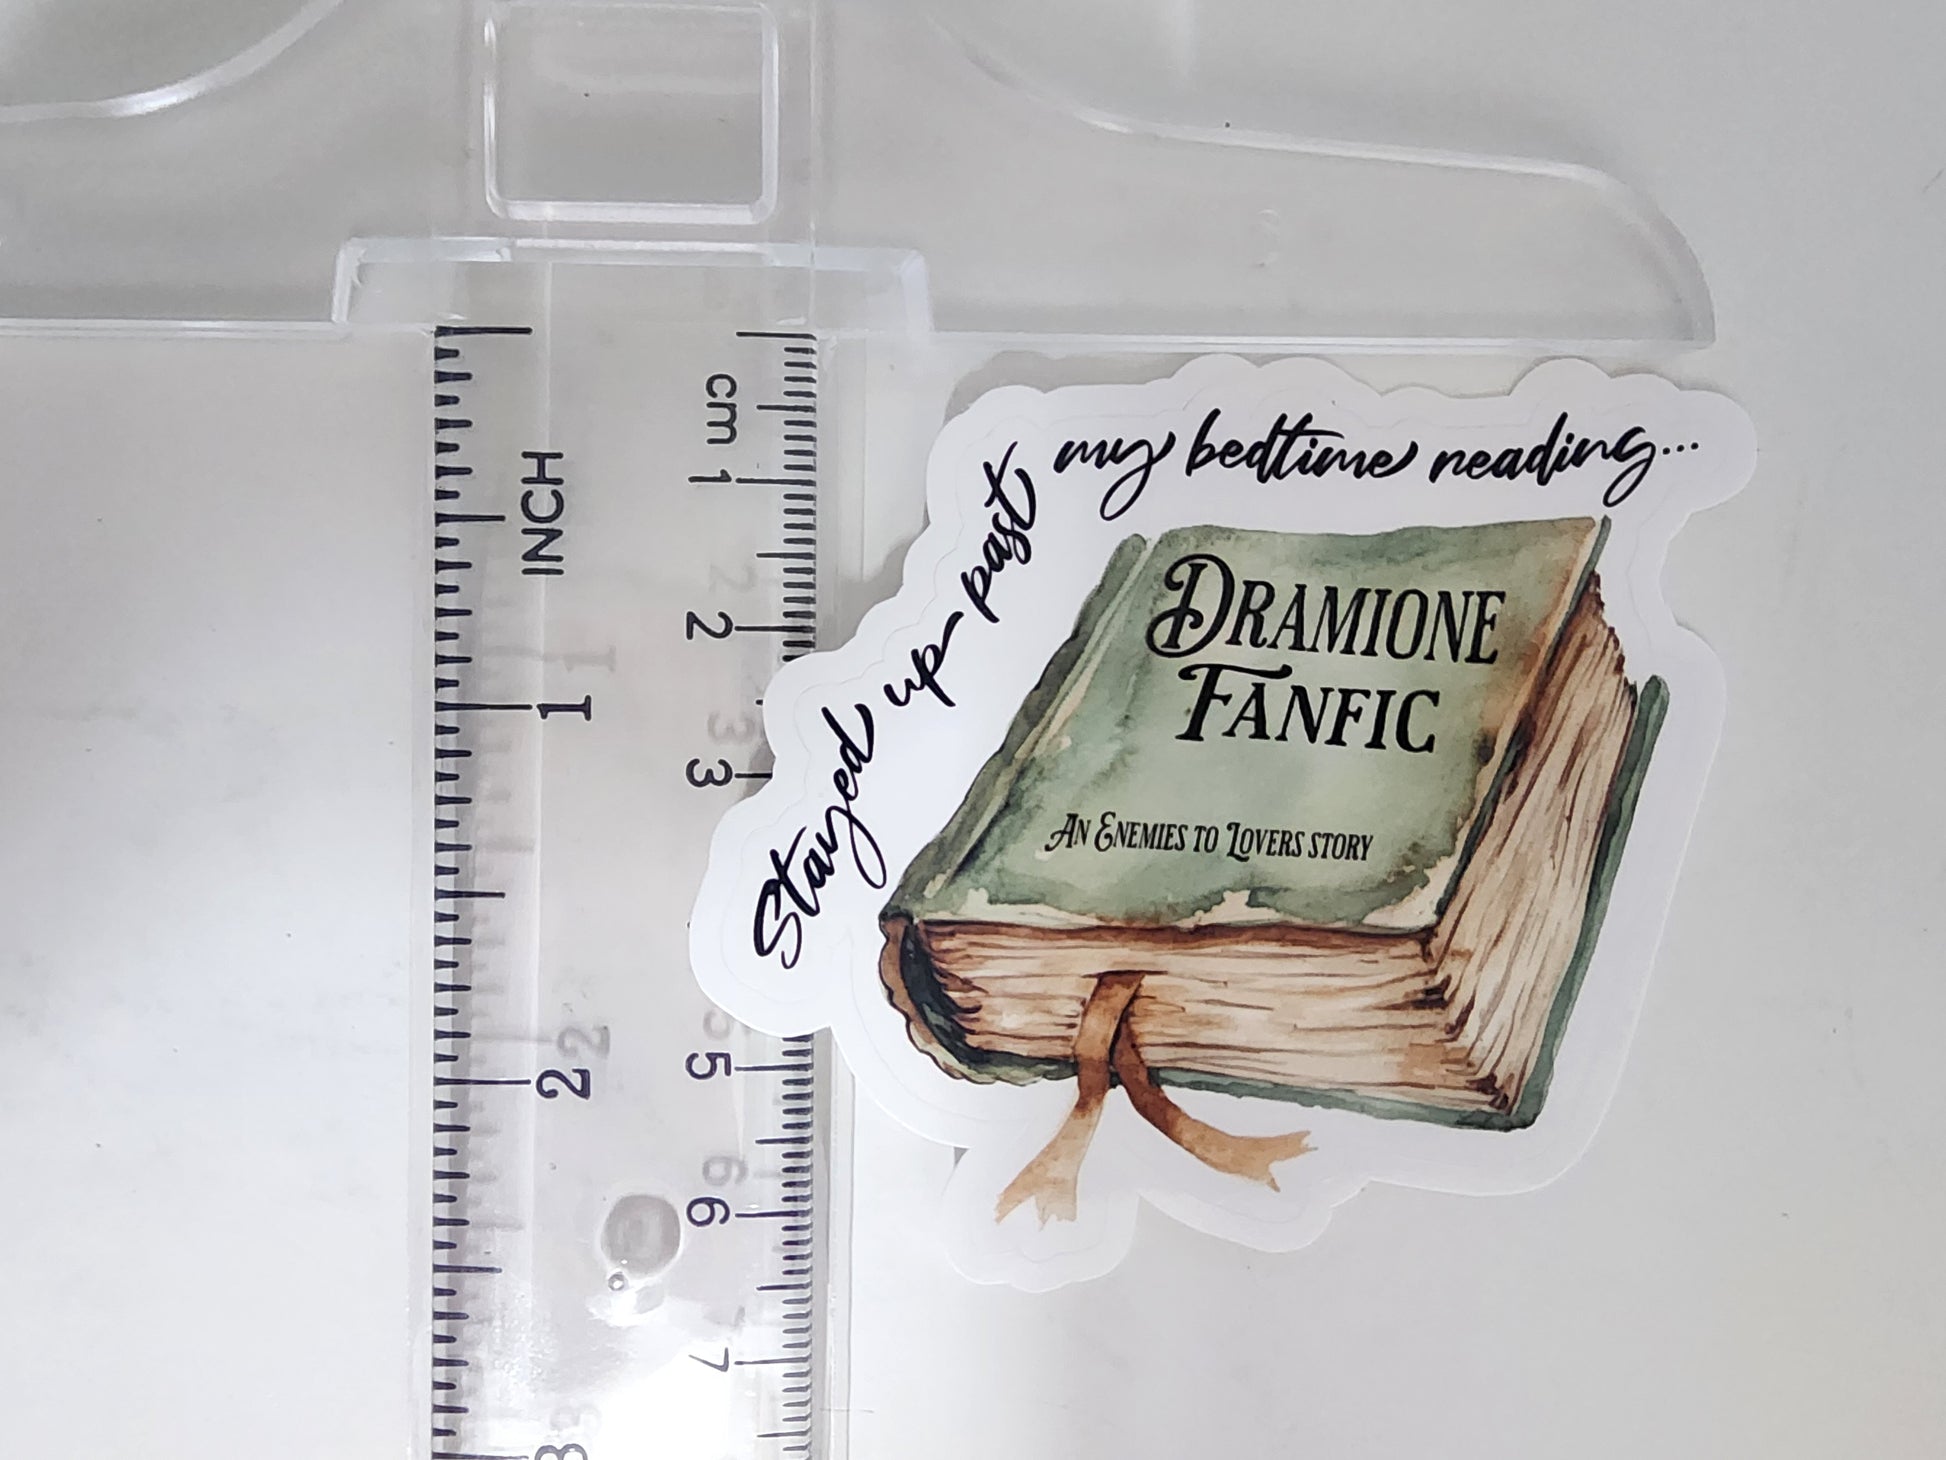 Stayed up past my bedtime reading...
DRAMIONE
FANFIC
AN ENEMIES TO LOVERS STORY
INCH
1
2
3
cm
1
2
3
5
6
7